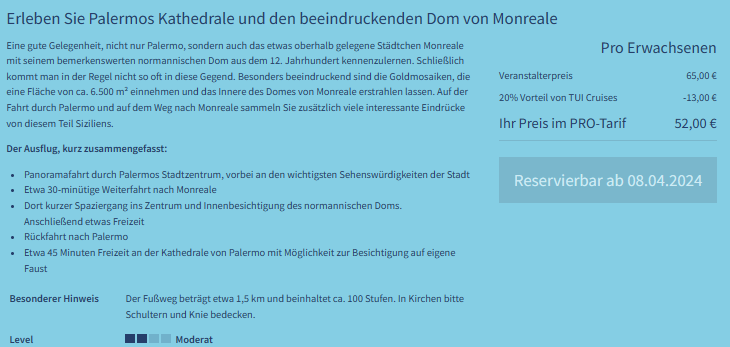 Erleben Sie Palermos Kathedrale und den beeindruckenden Dom von Monreale
Eine gute Gelegenheit, nicht nur Palermo, sondern auch das etwas oberhalb gelegene Städtchen Monreale
mit seinem bemerkenswerten normannischen Dom aus dem 12. Jahrhundert kennenzulernen. Schließlich
kommt man in der Regel nicht so oft in diese Gegend. Besonders beeindruckend sind die Goldmosaiken, die
eine Fläche von ca. 6.500 m² einnehmen und das Innere des Domes von Monreale erstrahlen lassen. Auf der
Fahrt durch Palermo und auf dem Weg nach Monreale sammeln Sie zusätzlich viele interessante Eindrücke
von diesem Teil Siziliens.
Der Ausflug, kurz zusammengefasst:
• Panoramafahrt durch Palermos Stadtzentrum, vorbei an den wichtigsten Sehenswürdigkeiten der Stadt
• Etwa 30-minütige Weiterfahrt nach Monreale
• Dort kurzer Spaziergang ins Zentrum und Innenbesichtigung des normannischen Doms.
Anschließend etwas Freizeit
• Rückfahrt nach Palermo
• Etwa 45 Minuten Freizeit an der Kathedrale von Palermo mit Möglichkeit zur Besichtigung auf eigene
Faust
Besonderer Hinweis Der Fußweg beträgt etwa 1,5 km und beinhaltet ca. 100 Stufen. In Kirchen bitte
Schultern und Knie bedecken.
Level Moderat
Pro Erwachsenen
Veranstalterpreis 65,00 €
20% Vorteil von TUI Cruises -13,00 €
Ihr Preis im PRO-Tarif 52,00 €
Reservierbar ab 08.04.2024